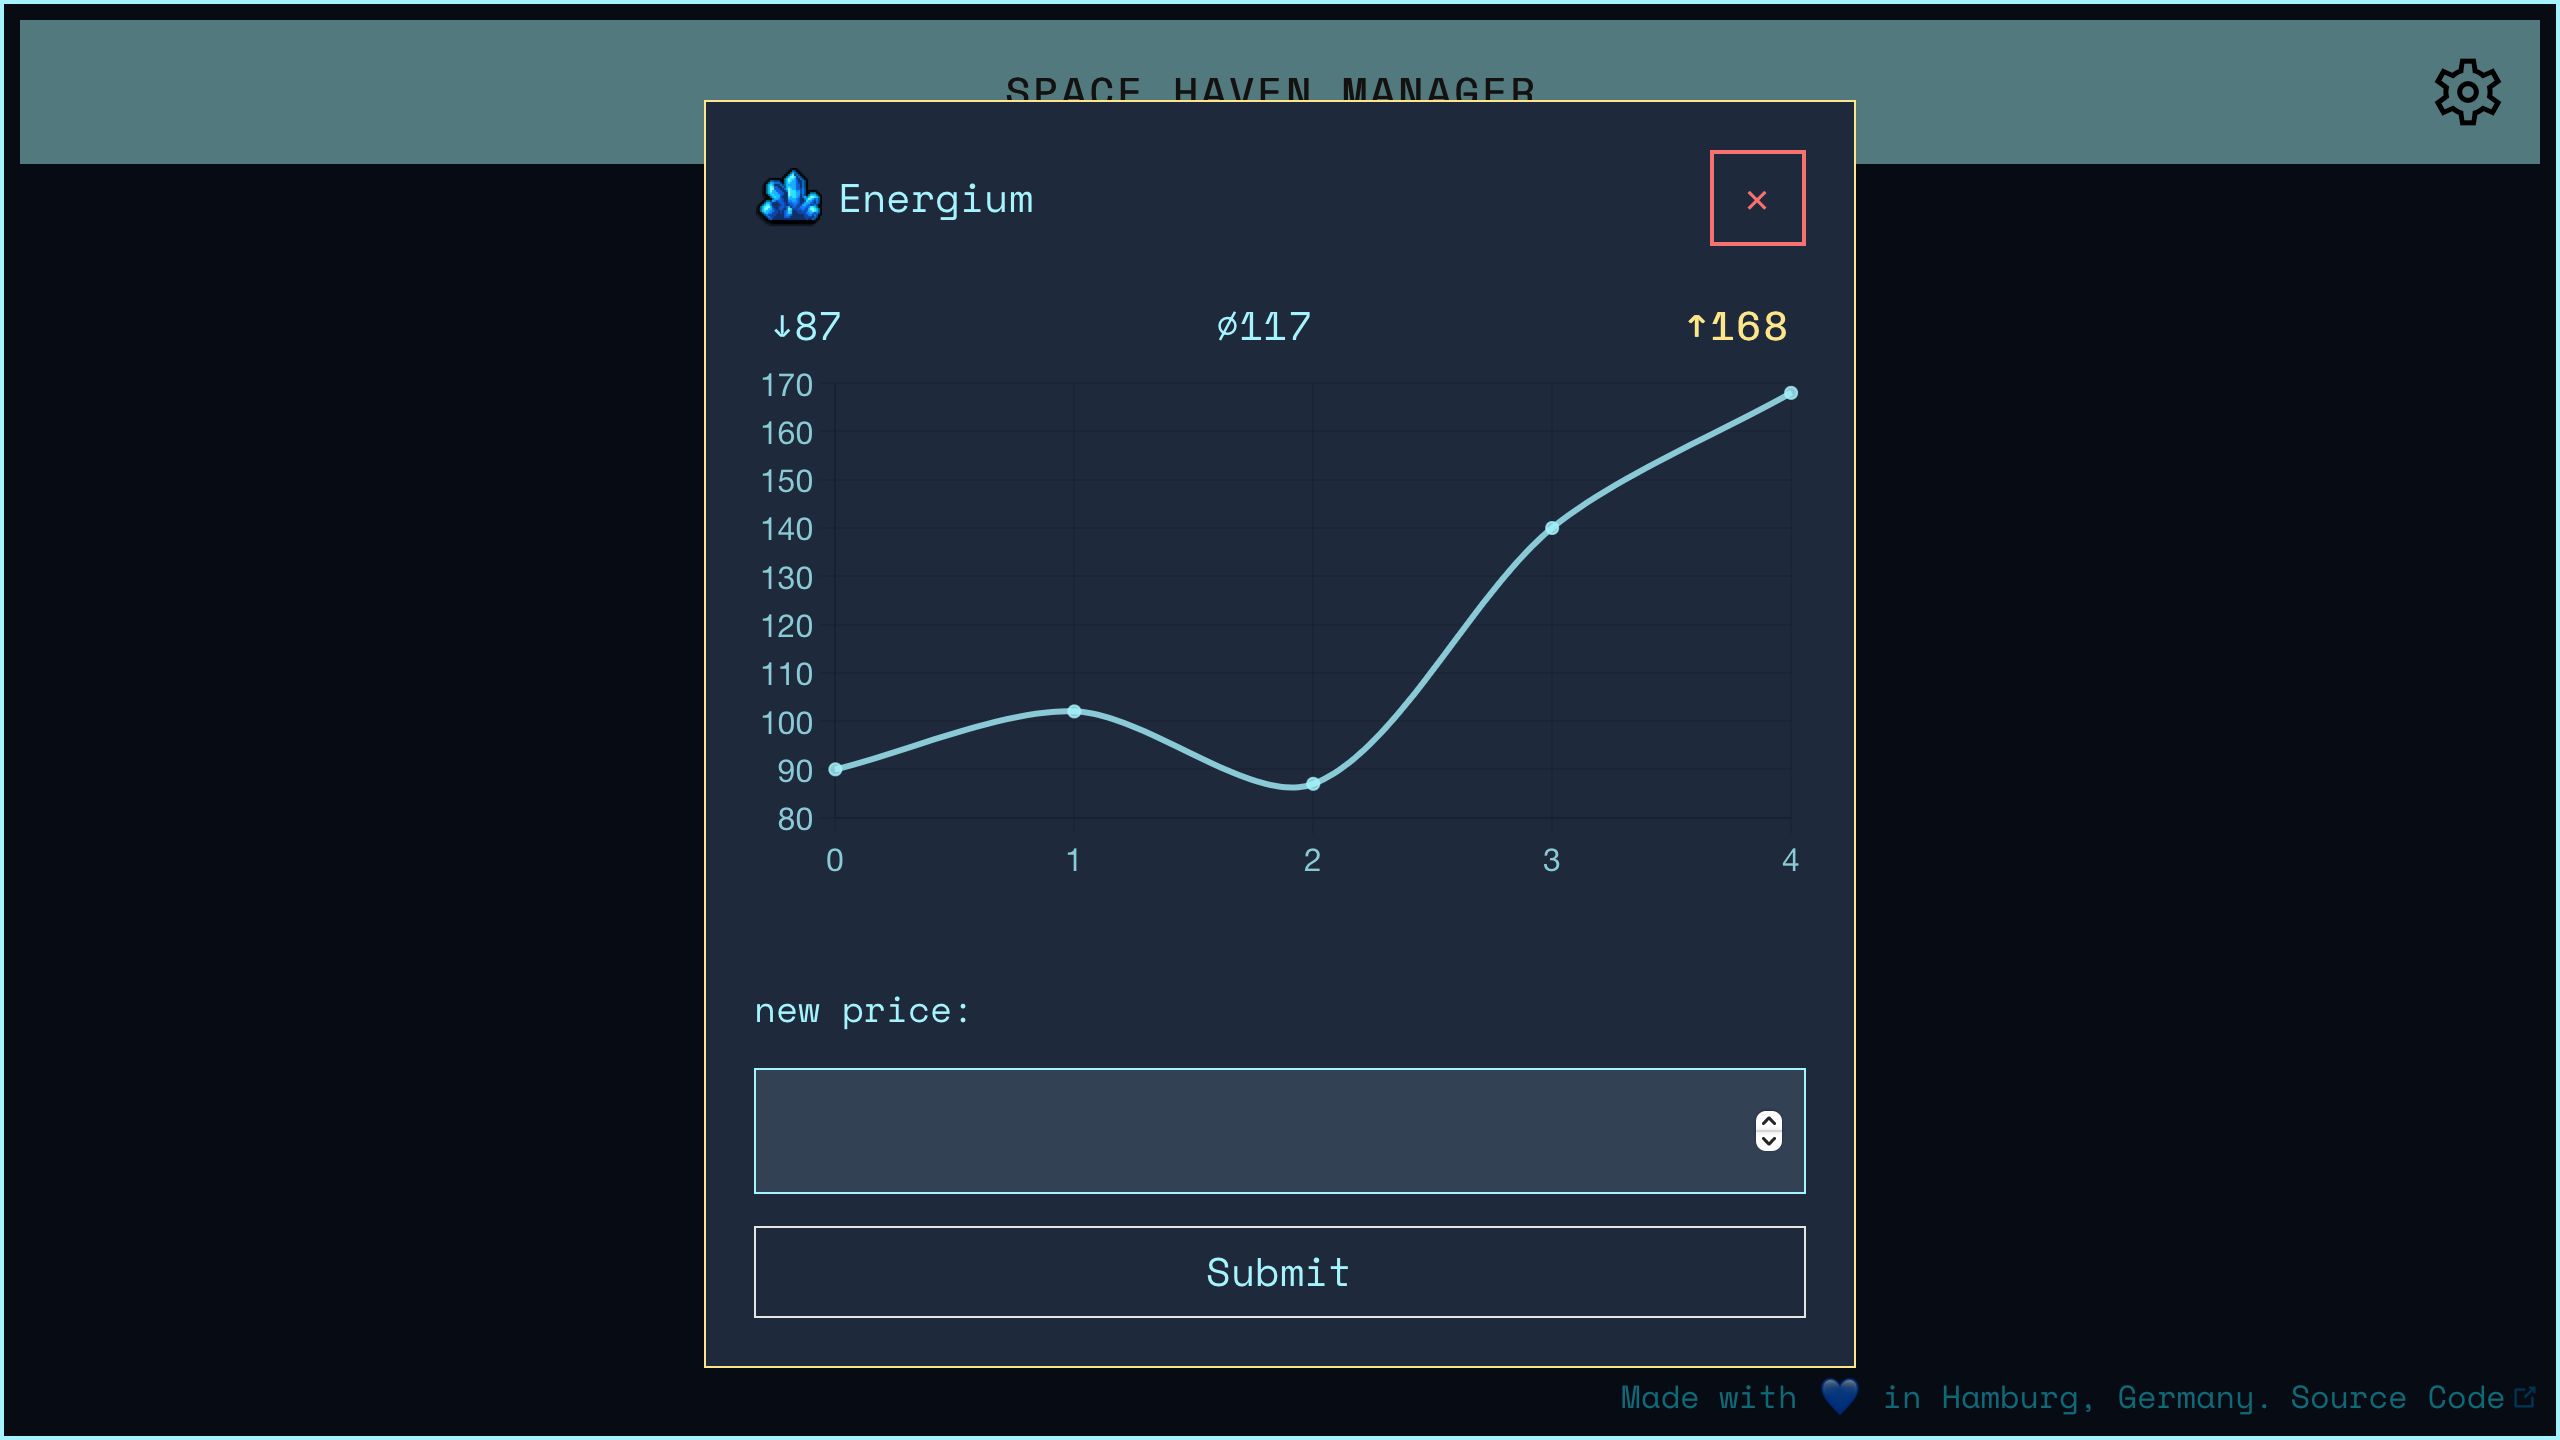 SPACE HAVEN MANAGER
Energium
×
↓87 ∅117 ↑168
170
160
150
140
130
120
110
100
90
80
0 1 2 3 4
new price:
Submit
Made with 💙 in Hamburg, Germany. Source Code